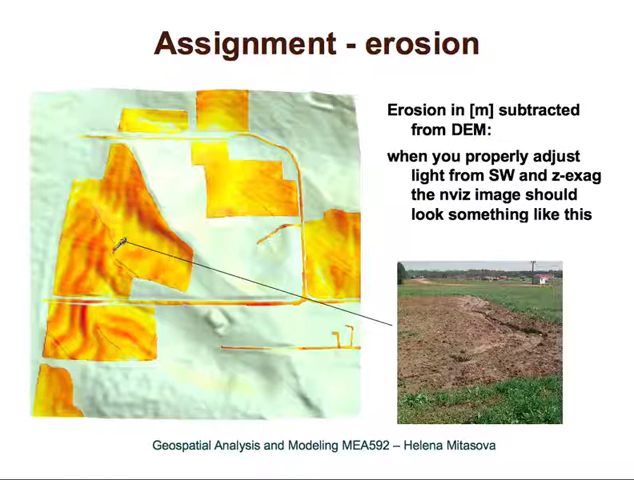 Assignment - erosion
Erosion in [m] subtracted
from DEM:
when you properly adjust
light from SW and z-exag
the nviz image should
look something like this
Geospatial Analysis and Modeling MEA592 – Helena Mitasova